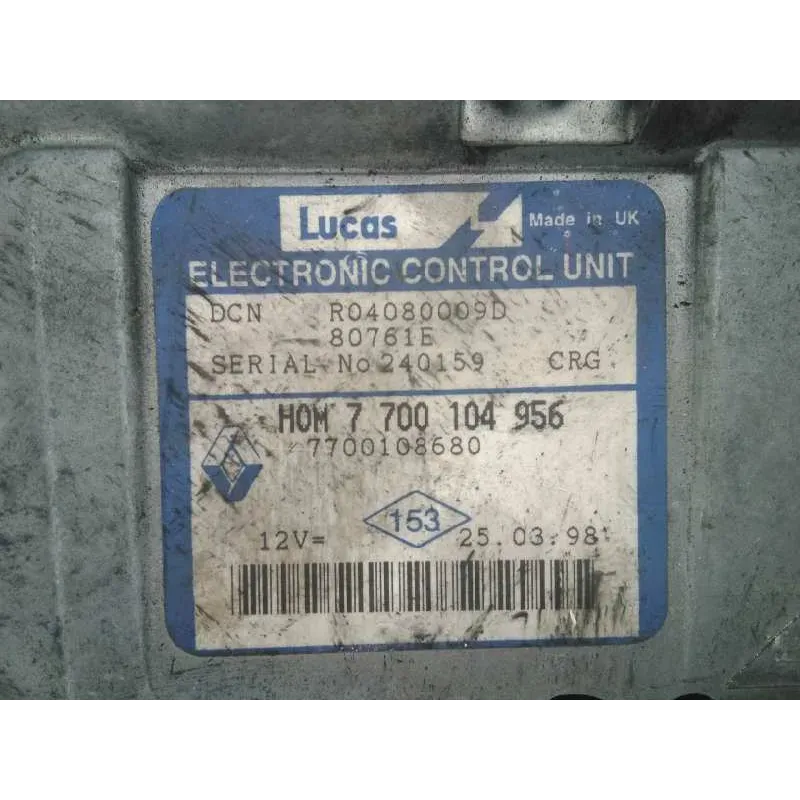 Lucas Made in UK
ELECTRONIC CONTROL UNIT
DCN R04080009D
80761E
SERIAL No 240159 CRG
HOM 7 700 104 956
7700108680
153
12V= 25.03.98